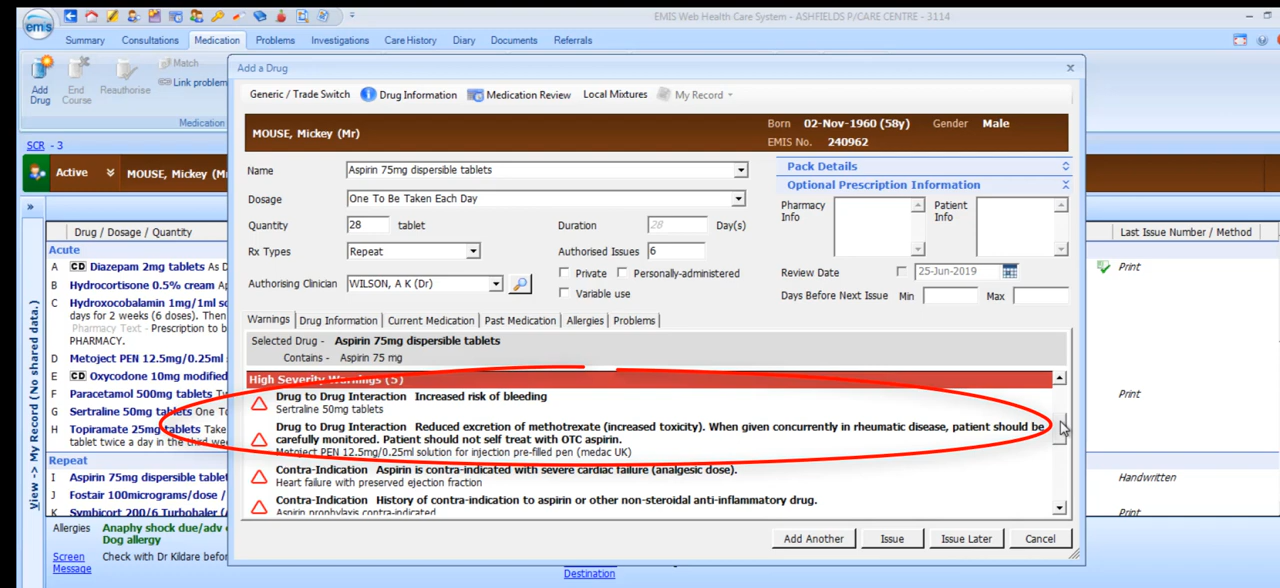 emis
EMIS Web Health Care System - ASHFIELDS P/CARE CENTRE - 3114
Summary Consultations Medication Problems Investigations Care History Diary Documents Referrals
Add Drug
End Course
Reauthorise
Match
Link problem
Medication
SCR - 3
Active MOUSE, Mickey (Mr)
View -> My Record (No shared data.)
Drug / Dosage / Quantity
Last Issue Number / Method
Acute
A CD Diazepam 2mg tablets As D
Print
B Hydrocortisone 0.5% cream A
C Hydroxocobalamin 1mg/1ml so
days for 2 weeks (6 doses). Then
Pharmacy Text - Prescription to b
PHARMACY.
D Metoject PEN 12.5mg/0.25ml
E CD Oxycodone 10mg modified
F Paracetamol 500mg tablets
Print
G Sertraline 50mg tablets One To
H Topiramate 25mg tablets Take
tablet twice a day in the third we
Repeat
I Aspirin 75mg dispersible tablet
Handwritten
J Fostair 100micrograms/dose /
K Symbicort 200/6 Turbohaler (A
Print
Allergies Anaphy shock due/adv
Dog allergy
Screen Message
Check with Dr Kildare befor
Destination
Add a Drug
Generic / Trade Switch Drug Information Medication Review Local Mixtures My Record
MOUSE, Mickey (Mr)
Born 02-Nov-1960 (58y) Gender Male
EMIS No. 240962
Name Aspirin 75mg dispersible tablets
Dosage One To Be Taken Each Day
Quantity 28 tablet Duration 28 Day(s)
Rx Types Repeat Authorised Issues 6
Private Personally-administered
Authorising Clinician WILSON, A K (Dr)
Variable use
Pack Details
Optional Prescription Information
Pharmacy Info
Patient Info
Review Date 25-Jun-2019
Days Before Next Issue Min Max
Warnings Drug Information Current Medication Past Medication Allergies Problems
Selected Drug - Aspirin 75mg dispersible tablets
Contains - Aspirin 75 mg
High Severity Warnings (5)
Drug to Drug Interaction Increased risk of bleeding
Sertraline 50mg tablets
Drug to Drug Interaction Reduced excretion of methotrexate (increased toxicity). When given concurrently in rheumatic disease, patient should be
carefully monitored. Patient should not self treat with OTC aspirin.
Metoject PEN 12.5mg/0.25ml solution for injection pre-filled pen (medac UK)
Contra-Indication Aspirin is contra-indicated with severe cardiac failure (analgesic dose).
Heart failure with preserved ejection fraction
Contra-Indication History of contra-indication to aspirin or other non-steroidal anti-inflammatory drug.
Aspirin prophylaxis contra-indicated
Add Another Issue Issue Later Cancel